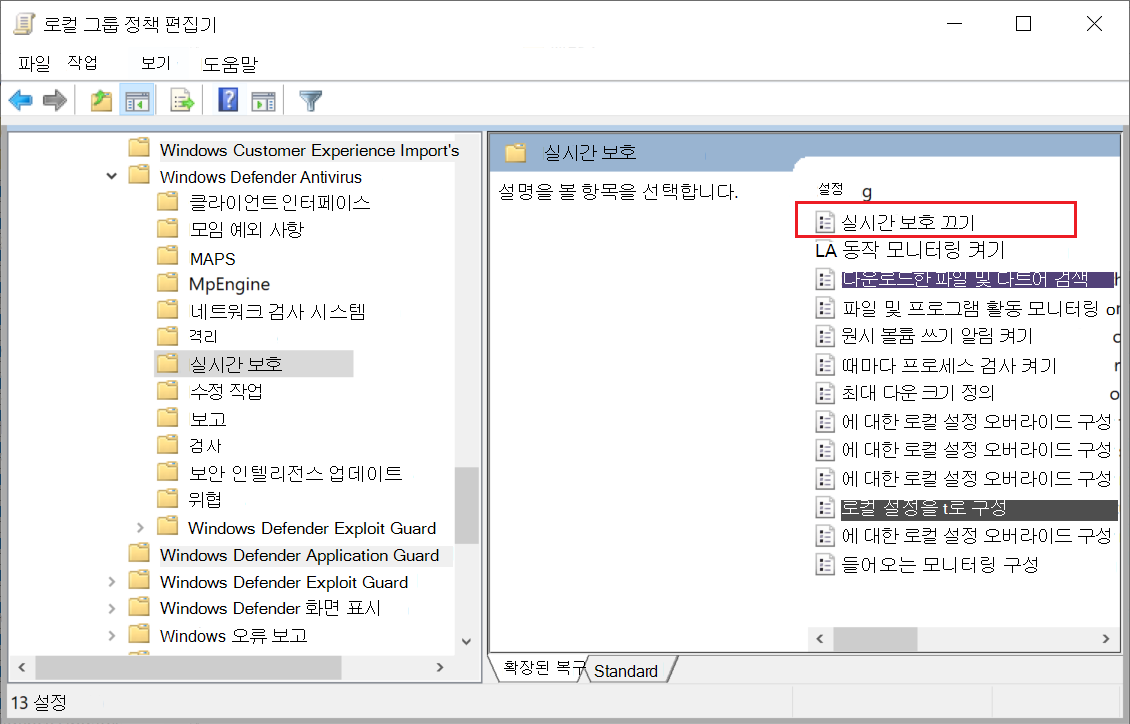 로컬 그룹 정책 편집기
파일 작업 보기 도움말
Windows Customer Experience Import's
Windows Defender Antivirus
클라이언트 인터페이스
모임 예외 사항
MAPS
MpEngine
네트워크 검사 시스템
격리
실시간 보호
수정 작업
보고
검사
보안 인텔리전스 업데이트
위협
Windows Defender Exploit Guard
Windows Defender Application Guard
Windows Defender Exploit Guard
Windows Defender 화면 표시
Windows 오류 보고
실시간 보호
설명을 볼 항목을 선택합니다.
설정 g
실시간 보호 끄기
LA 동작 모니터링 켜기
다운로드한 파일 및 다트어 검색
파일 및 프로그램 활동 모니터링 or
원시 볼륨 쓰기 알림 켜기
때마다 프로세스 검사 켜기
최대 다운 크기 정의 o
에 대한 로컬 설정 오버라이드 구성
에 대한 로컬 설정 오버라이드 구성
에 대한 로컬 설정 오버라이드 구성
로컬 설정을 t로 구성
에 대한 로컬 설정 오버라이드 구성
들어오는 모니터링 구성
확장된 복구 Standard
13 설정